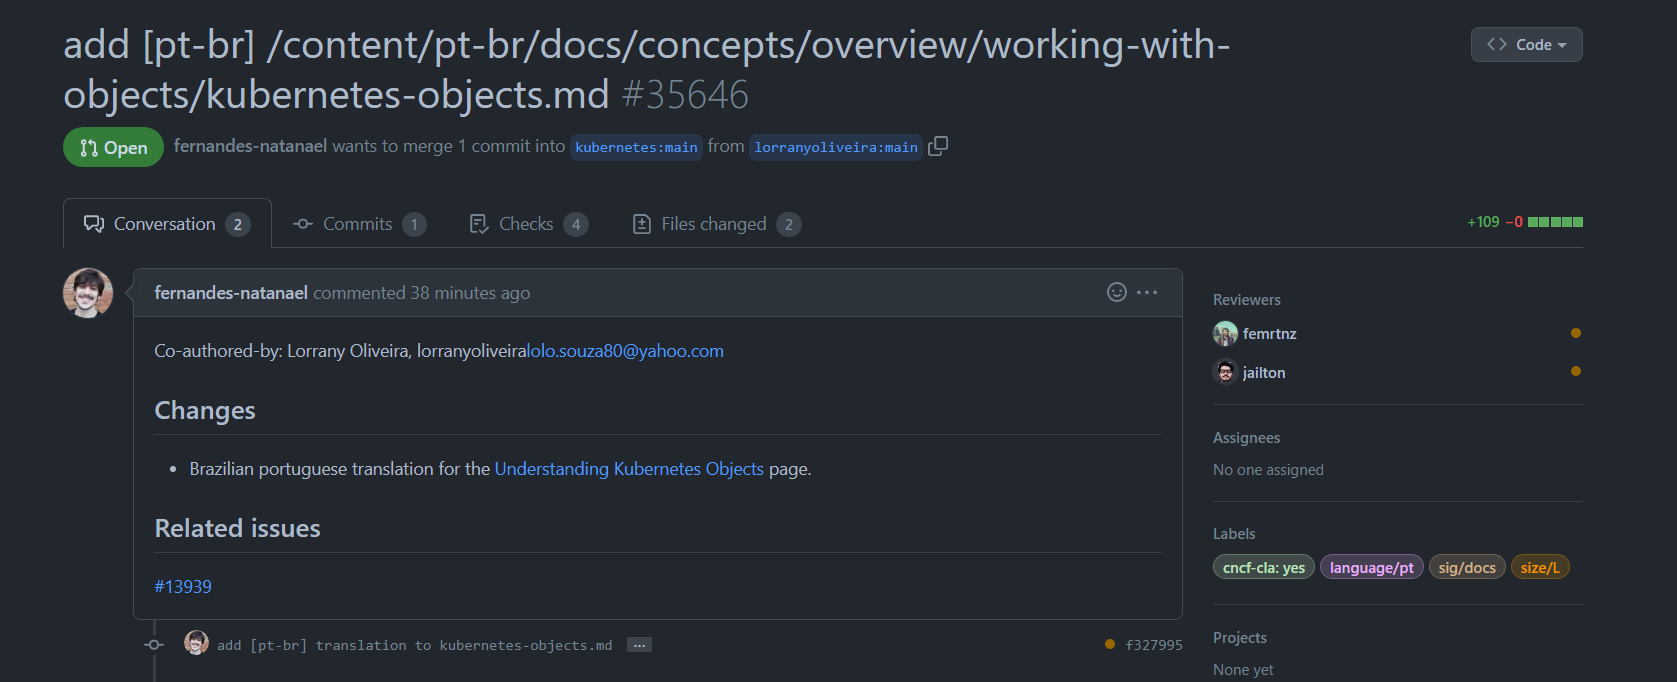 add [pt-br] /content/pt-br/docs/concepts/overview/working-with-
objects/kubernetes-objects.md #35646
Code
Open
fernandes-natanael wants to merge 1 commit into kubernetes:main from lorranyoliveira:main
Conversation 2
Commits 1
Checks 4
Files changed 2
+109 −0
fernandes-natanael commented 38 minutes ago
Co-authored-by: Lorrany Oliveira, lorranyoliveiralolo.souza80@yahoo.com
Changes
Brazilian portuguese translation for the Understanding Kubernetes Objects page.
Related issues
#13939
add [pt-br] translation to kubernetes-objects.md ...
f327995
Reviewers
femrtnz
jailton
Assignees
No one assigned
Labels
cncf-cla: yes
language/pt
sig/docs
size/L
Projects
None yet